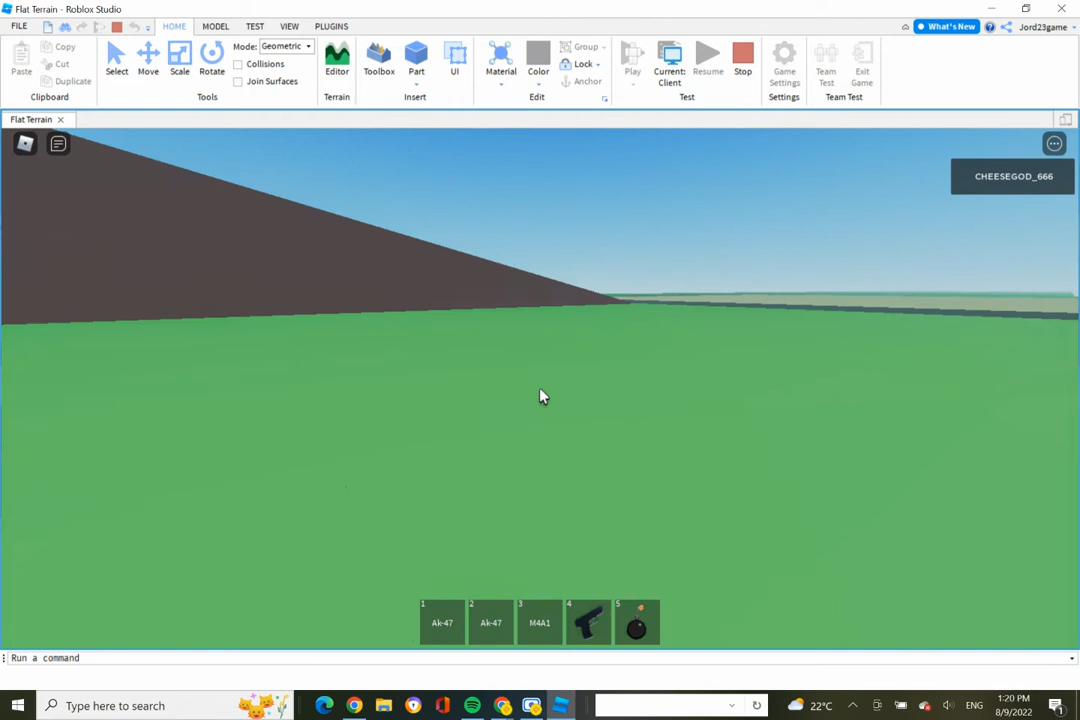 Flat Terrain - Roblox Studio
FILE HOME MODEL TEST VIEW PLUGINS What's New Jord23game
Paste Copy Cut Duplicate
Select Move Scale Rotate
Mode: Geometric
Collisions
Join Surfaces
Editor Toolbox Part UI Material Color
Group
Lock
Anchor
Play Current: Client Resume Stop Game Settings Team Test Exit Game
Clipboard Tools Terrain Insert Edit Test Settings Team Test
Flat Terrain
CHEESEGOD_666
1 2 3 4 5
Ak-47 Ak-47 M4A1
Run a command
Type here to search
22°C ENG
1:20 PM
8/9/2022
1